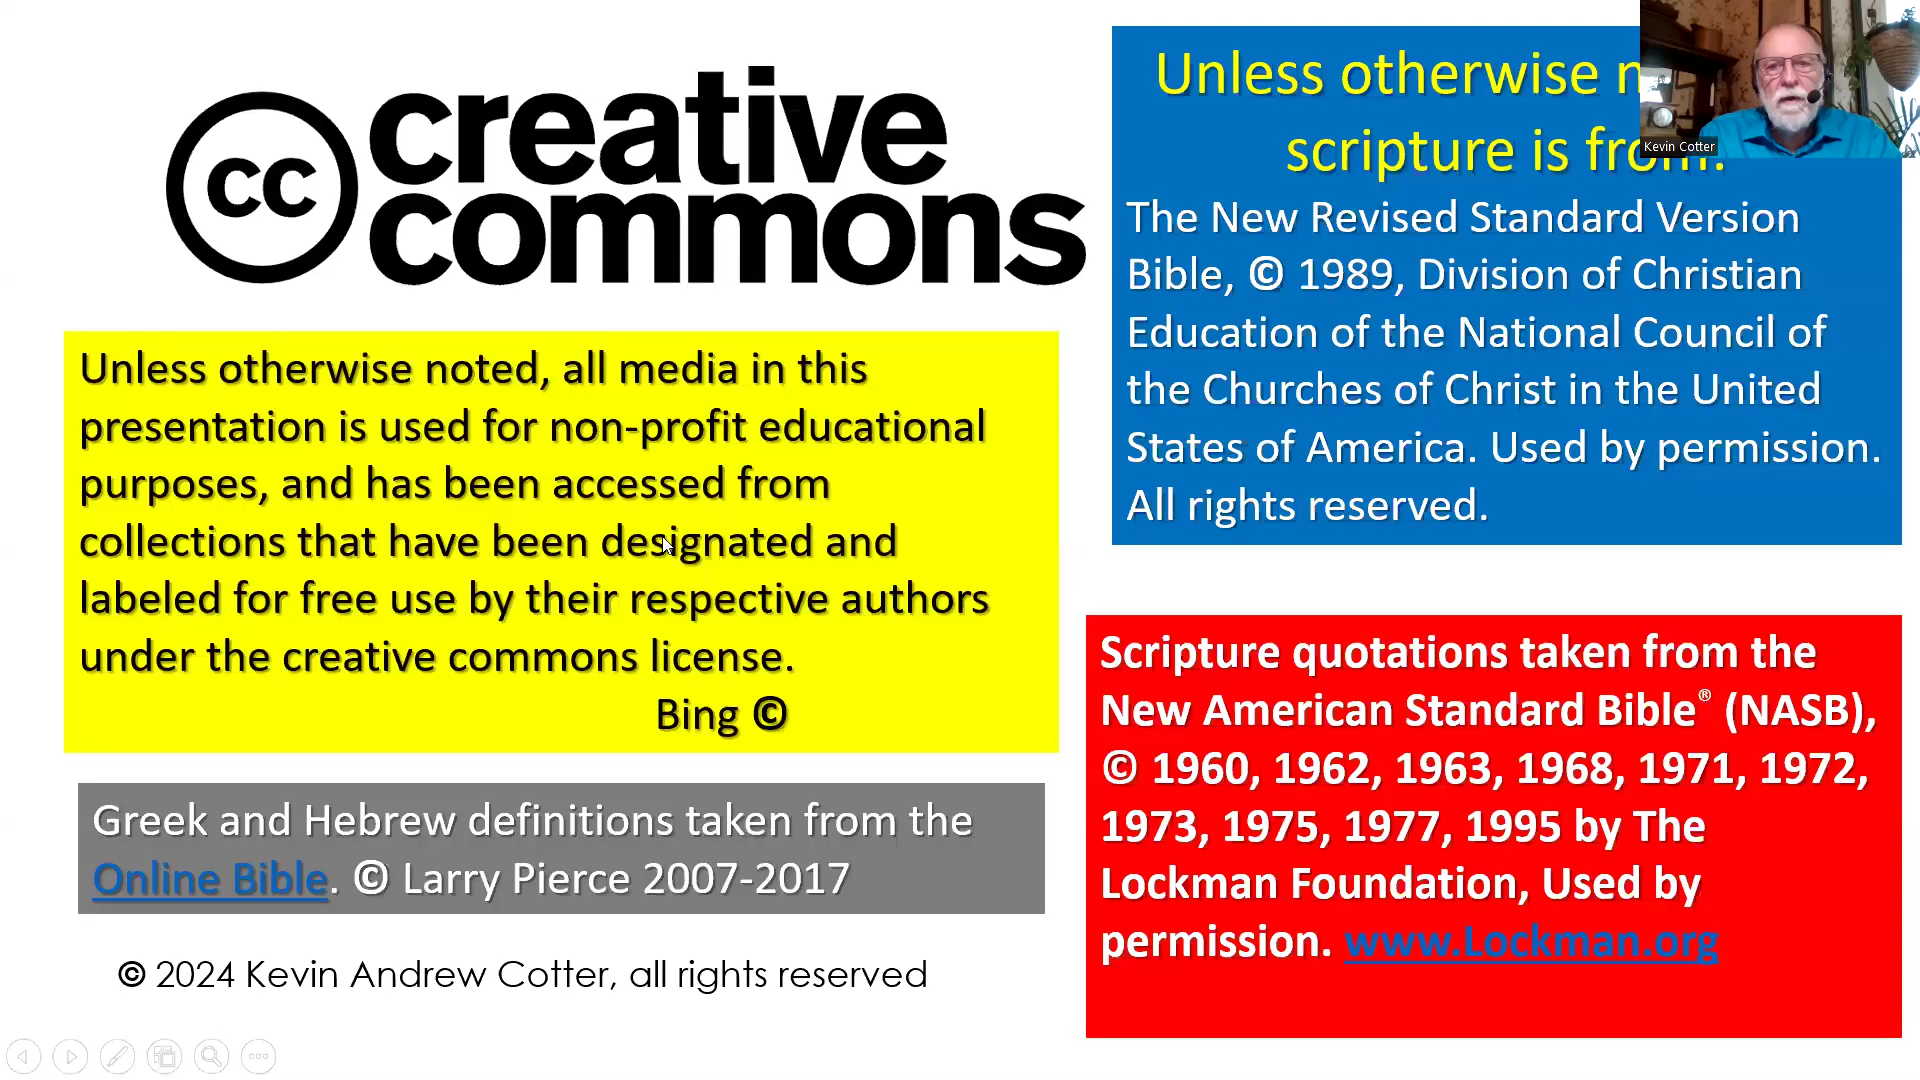 cc creative
commons
Unless otherwise noted, all media in this
presentation is used for non-profit educational
purposes, and has been accessed from
collections that have been designated and
labeled for free use by their respective authors
under the creative commons license.
Bing ©
Greek and Hebrew definitions taken from the
Online Bible. © Larry Pierce 2007-2017
© 2024 Kevin Andrew Cotter, all rights reserved
Unless otherwise
scripture is from:
The New Revised Standard Version
Bible, © 1989, Division of Christian
Education of the National Council of
the Churches of Christ in the United
States of America. Used by permission.
All rights reserved.
Kevin Cotter
Scripture quotations taken from the
New American Standard Bible® (NASB),
© 1960, 1962, 1963, 1968, 1971, 1972,
1973, 1975, 1977, 1995 by The
Lockman Foundation, Used by
permission. www.Lockman.org